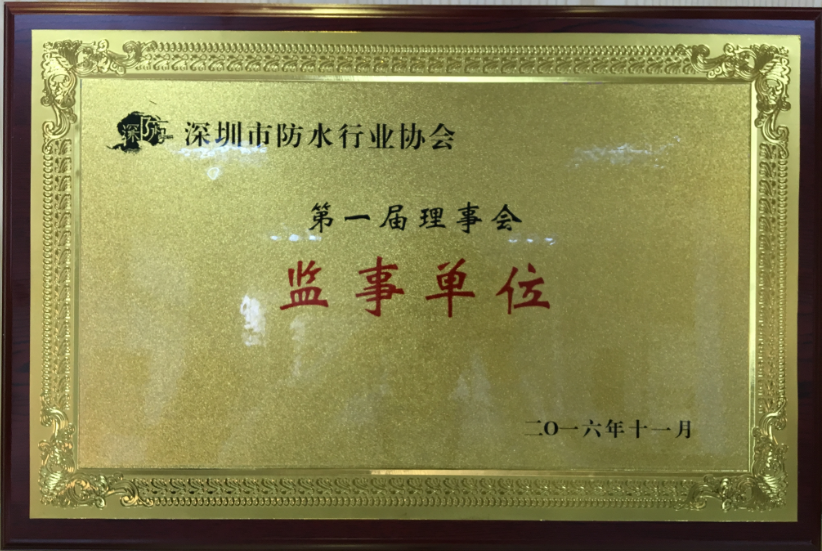 深防 深圳市防水行业协会
第一届理事会
监事单位
二〇一六年十一月